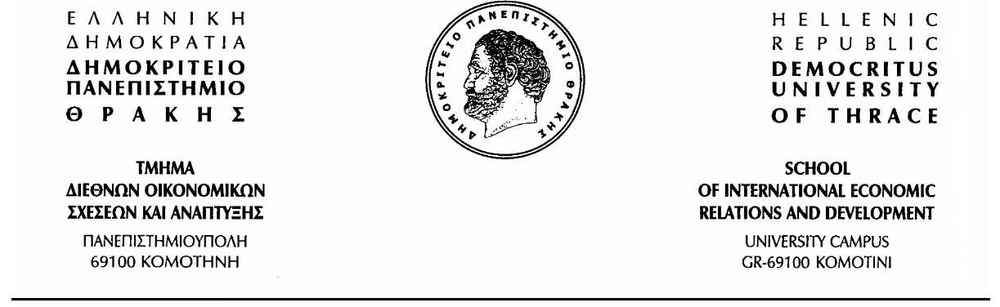 ΕΛΛΗΝΙΚΗ
ΔΗΜΟΚΡΑΤΙΑ
ΔΗΜΟΚΡΙΤΕΙΟ
ΠΑΝΕΠΙΣΤΗΜΙΟ
ΘΡΑΚΗΣ
ΤΜΗΜΑ
ΔΙΕΘΝΩΝ ΟΙΚΟΝΟΜΙΚΩΝ
ΣΧΕΣΕΩΝ ΚΑΙ ΑΝΑΠΤΥΞΗΣ
ΠΑΝΕΠΙΣΤΗΜΙΟΥΠΟΛΗ
69100 ΚΟΜΟΤΗΝΗ
ΔΗΜΟΚΡΙΤΕΙΟ ΠΑΝΕΠΙΣΤΗΜΙΟ ΘΡΑΚΗΣ
HELLENIC
REPUBLIC
DEMOCRITUS
UNIVERSITY
OF THRACE
SCHOOL
OF INTERNATIONAL ECONOMIC
RELATIONS AND DEVELOPMENT
UNIVERSITY CAMPUS
GR-69100 KOMOTINI